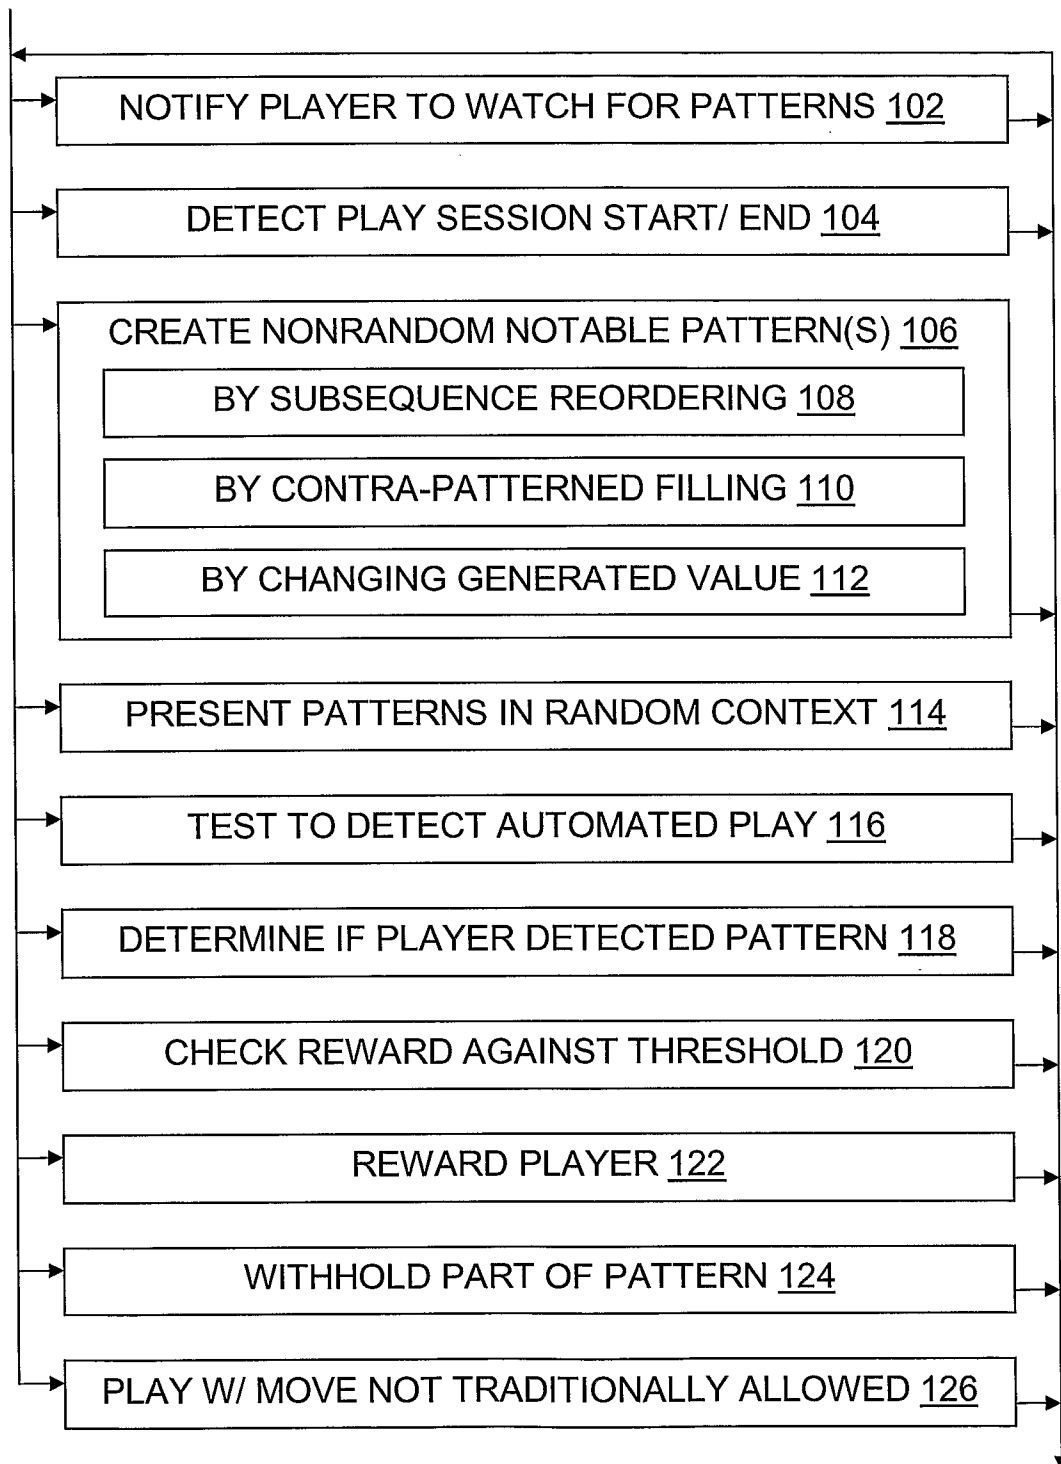 NOTIFY PLAYER TO WATCH FOR PATTERNS 102
DETECT PLAY SESSION START/ END 104
CREATE NONRANDOM NOTABLE PATTERN(S) 106
BY SUBSEQUENCE REORDERING 108
BY CONTRA-PATTERNED FILLING 110
BY CHANGING GENERATED VALUE 112
PRESENT PATTERNS IN RANDOM CONTEXT 114
TEST TO DETECT AUTOMATED PLAY 116
DETERMINE IF PLAYER DETECTED PATTERN 118
CHECK REWARD AGAINST THRESHOLD 120
REWARD PLAYER 122
WITHHOLD PART OF PATTERN 124
PLAY W/ MOVE NOT TRADITIONALLY ALLOWED 126